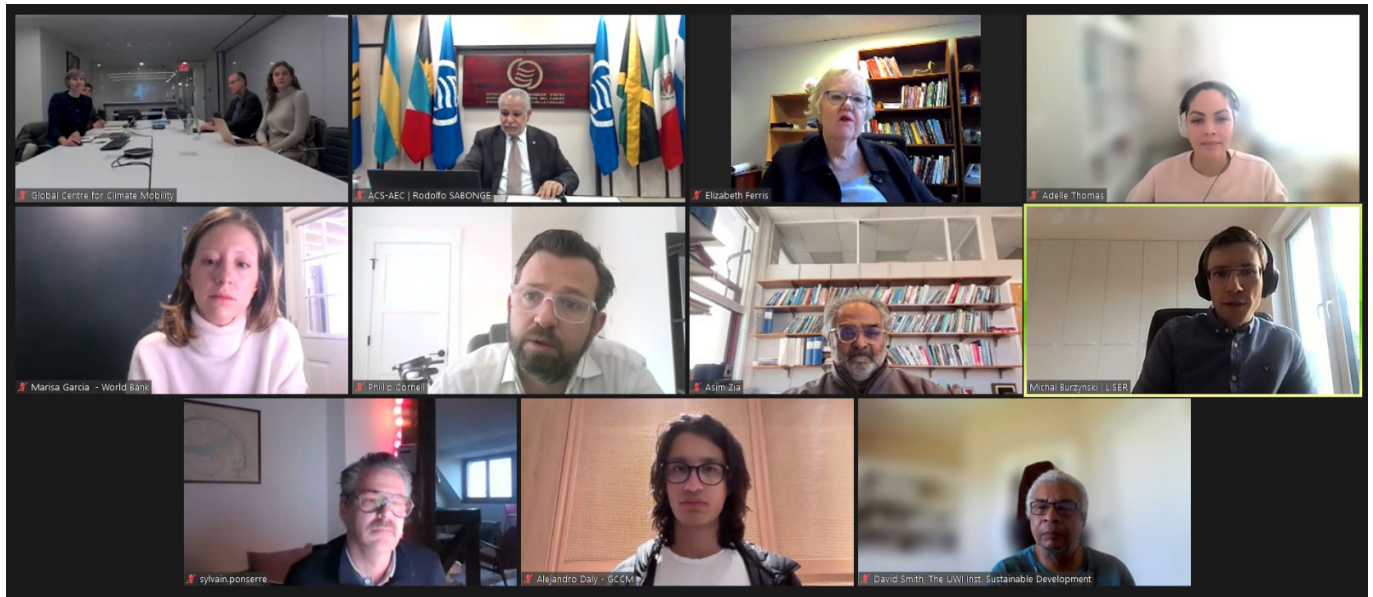 Global Centre for Climate Mobility
ACS-AEC | Rodolfo SABONGE
Elizabeth Ferris
Adelle Thomas
Marisa Garcia - World Bank
Phillip Cornell
Asim Zia
Michal Burzynski | LISER
sylvain.ponserre
Alejandro Daly - GCCM
David Smith, The UWI Inst. Sustainable Development